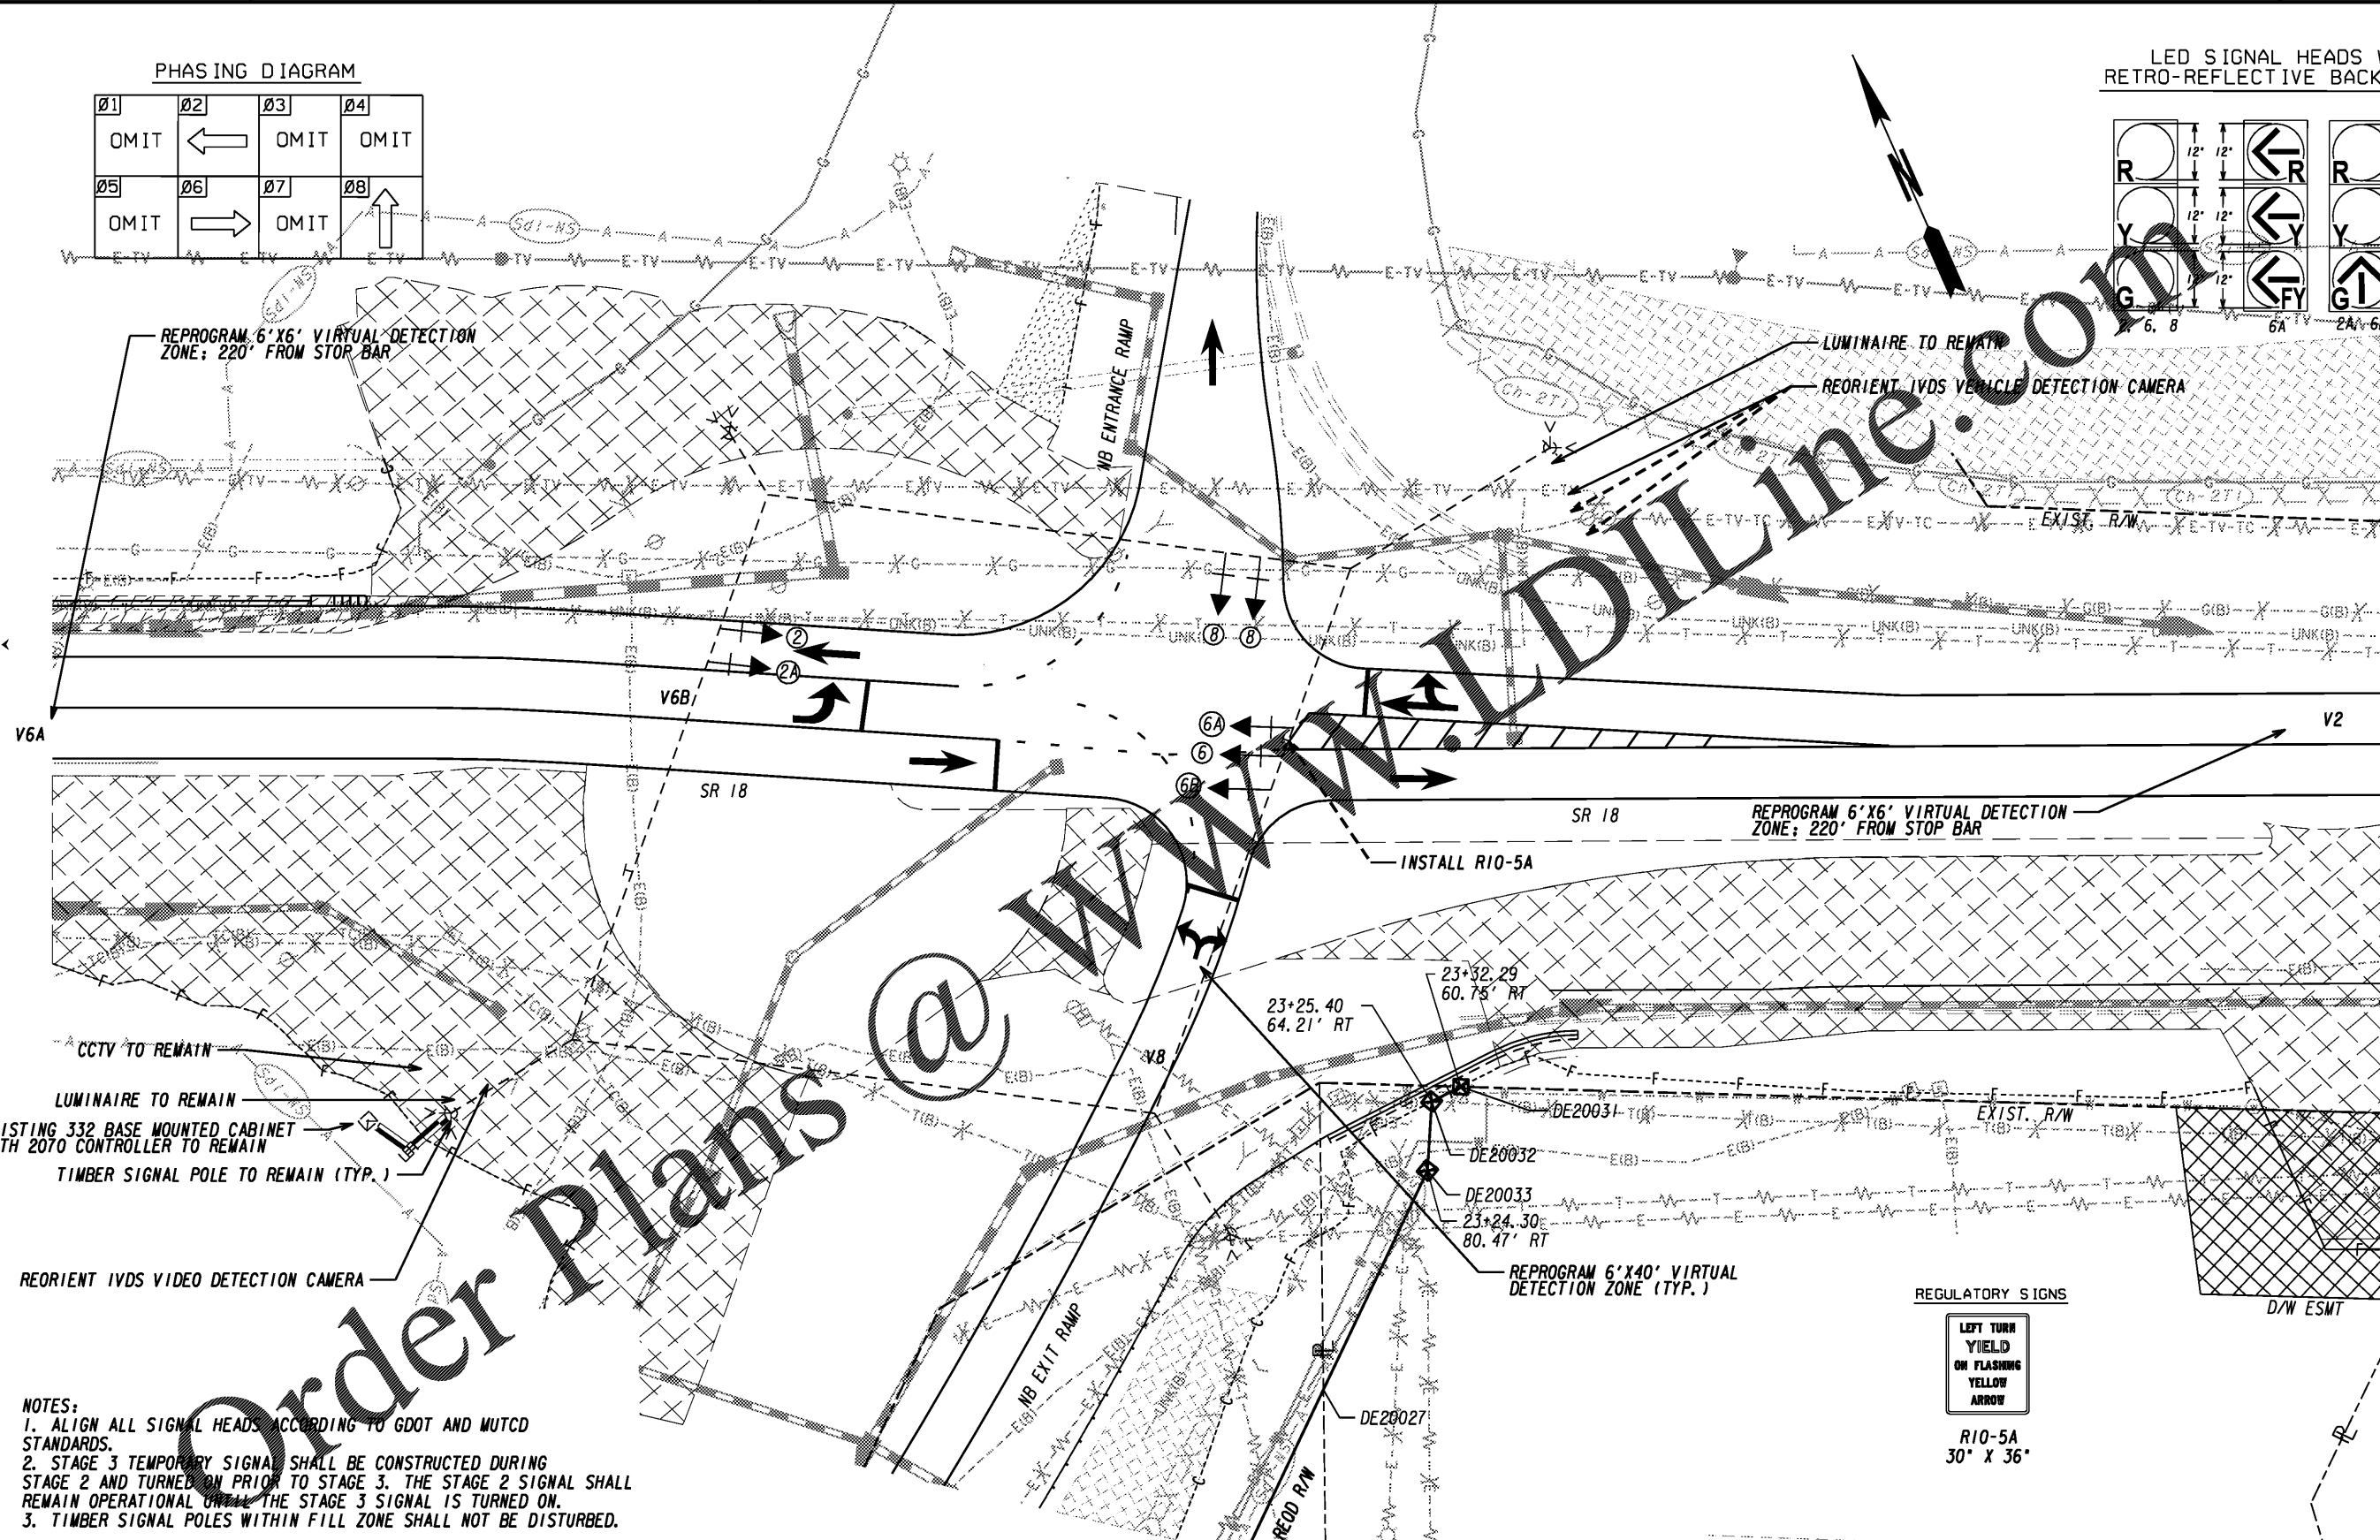 PHASING DIAGRAM
Ø1
OMIT
Ø2
Ø3
OMIT
Ø4
OMIT
Ø5
OMIT
Ø6
Ø7
OMIT
Ø8
LED SIGNAL HEADS
RETRO-REFLECTIVE BACK
R
Y
G
12"
12"
12"
12"
12"
12"
R
Y
FY
R
Y
G
2, 6, 8
6A
2A, 6
N
REPROGRAM 6'X6' VIRTUAL DETECTION
ZONE; 220' FROM STOP BAR
NB ENTRANCE RAMP
LUMINAIRE TO REMAIN
REORIENT IVDS VEHICLE DETECTION CAMERA
EXIST. R/W
2
2A
8
8
6A
6
6B
V6A
V6B
V2
SR 18
SR 18
REPROGRAM 6'X6' VIRTUAL DETECTION
ZONE; 220' FROM STOP BAR
INSTALL R10-5A
23+32.29
60.75' RT
23+25.40
64.21' RT
V8
DE20031
EXIST. R/W
DE20032
DE20033
23+24.30
80.47' RT
CCTV TO REMAIN
LUMINAIRE TO REMAIN
ISTING 332 BASE MOUNTED CABINET
TH 2070 CONTROLLER TO REMAIN
TIMBER SIGNAL POLE TO REMAIN (TYP.)
REORIENT IVDS VIDEO DETECTION CAMERA
REPROGRAM 6'X40' VIRTUAL
DETECTION ZONE (TYP.)
NB EXIT RAMP
DE20027
REQD R/W
D/W ESMT
REGULATORY SIGNS
LEFT TURN
YIELD
ON FLASHING
YELLOW
ARROW
R10-5A
30" X 36"
NOTES:
1. ALIGN ALL SIGNAL HEADS ACCORDING TO GDOT AND MUTCD
STANDARDS.
2. STAGE 3 TEMPORARY SIGNAL SHALL BE CONSTRUCTED DURING
STAGE 2 AND TURNED ON PRIOR TO STAGE 3. THE STAGE 2 SIGNAL SHALL
REMAIN OPERATIONAL UNTIL THE STAGE 3 SIGNAL IS TURNED ON.
3. TIMBER SIGNAL POLES WITHIN FILL ZONE SHALL NOT BE DISTURBED.
Order Plans @ www.LDILine.com